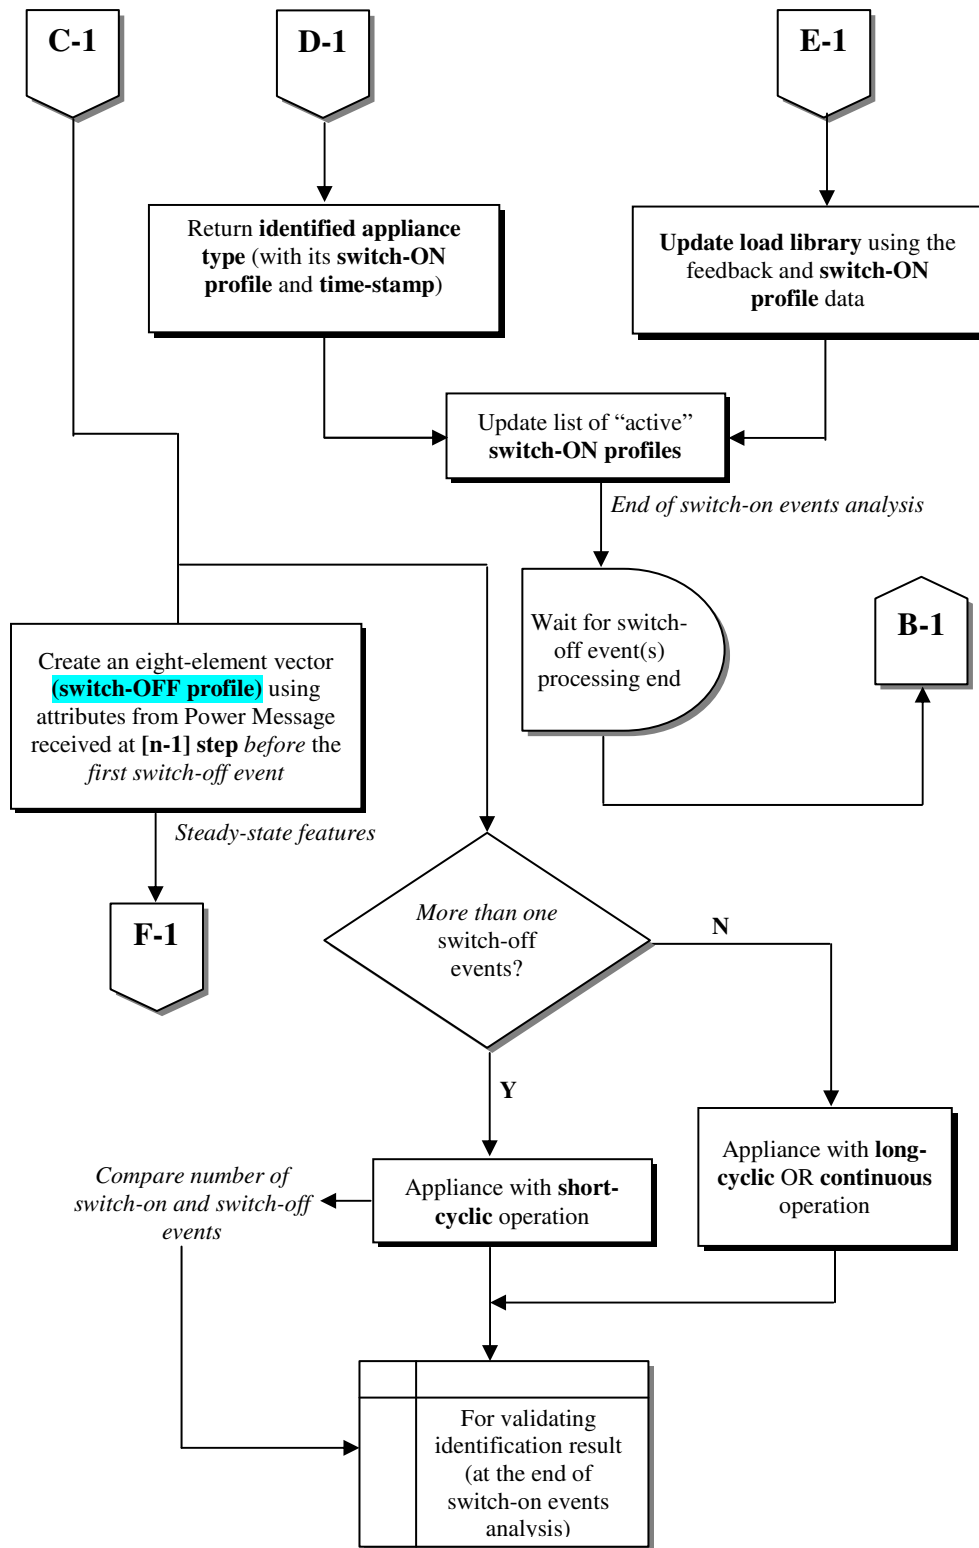 C-1
D-1
E-1
Return identified appliance
type (with its switch-ON
profile and time-stamp)
Update load library using the
feedback and switch-ON
profile data
Update list of “active”
switch-ON profiles
End of switch-on events analysis
Wait for switch-
off event(s)
processing end
B-1
Create an eight-element vector
(switch-OFF profile) using
attributes from Power Message
received at [n-1] step before the
first switch-off event
Steady-state features
F-1
More than one
switch-off
events?
N
Y
Appliance with long-
cyclic OR continuous
operation
Compare number of
switch-on and switch-off
events
Appliance with short-
cyclic operation
For validating
identification result
(at the end of
switch-on events
analysis)